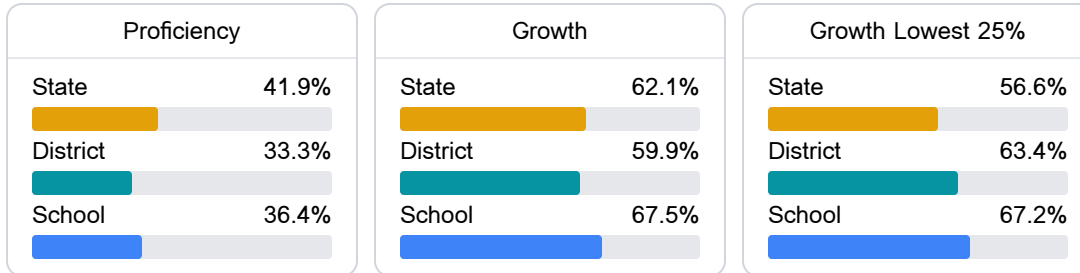 Proficiency
State 41.9%
District 33.3%
School 36.4%
Growth
State 62.1%
District 59.9%
School 67.5%
Growth Lowest 25%
State 56.6%
District 63.4%
School 67.2%